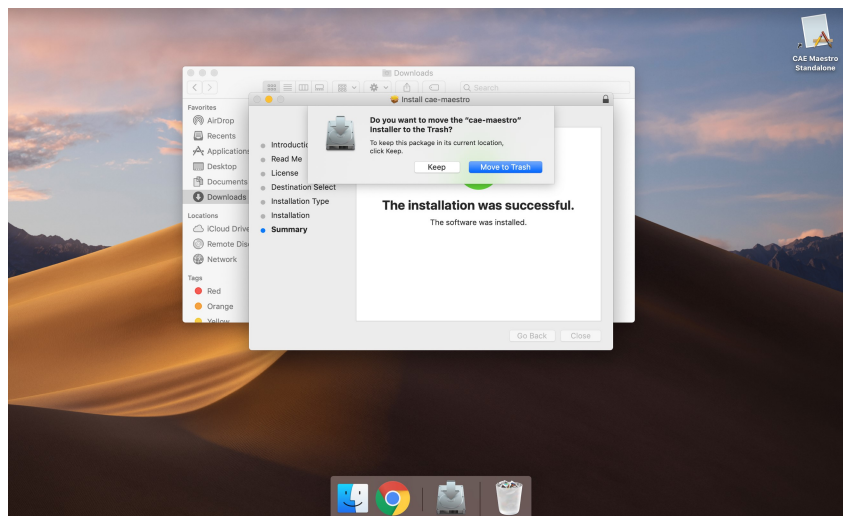 CAE Maestro
Standalone
Downloads
Search
Favorites
AirDrop
Recents
Applications
Desktop
Documents
Downloads
Locations
iCloud Drive
Remote Disc
Network
Tags
Red
Orange
Yellow
Install cae-maestro
Do you want to move the “cae-maestro”
Installer to the Trash?
To keep this package in its current location,
click Keep.
Keep
Move to Trash
Introductio
Read Me
License
Destination Select
Installation Type
Installation
Summary
The installation was successful.
The software was installed.
Go Back
Close